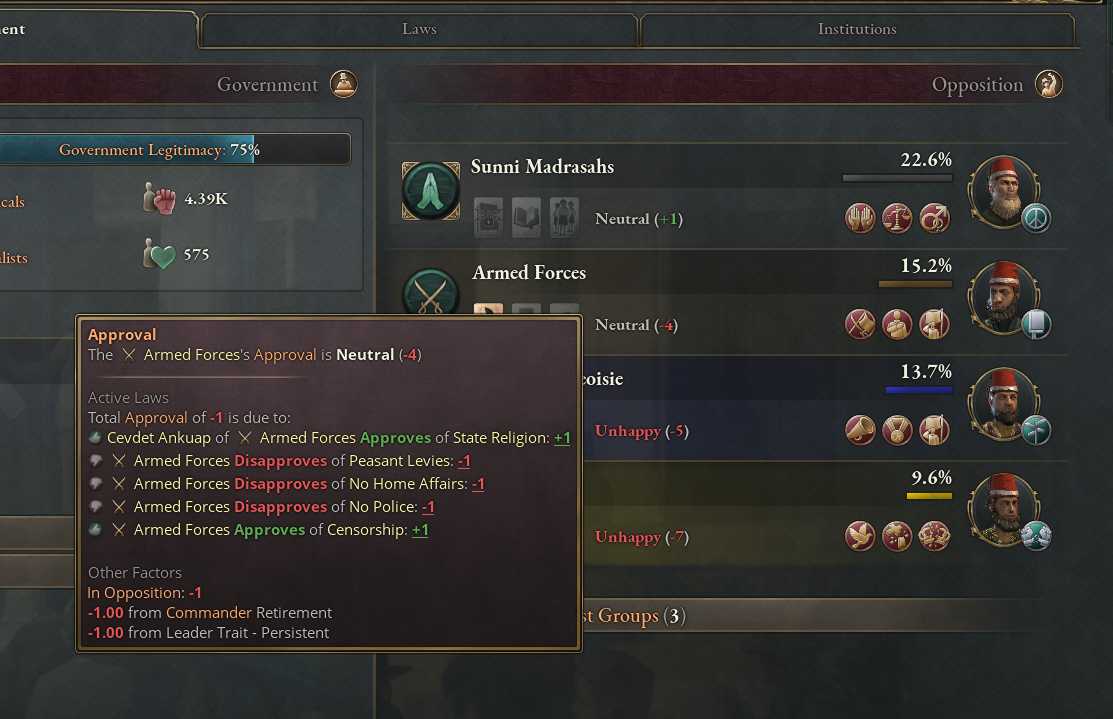 ent
Laws
Institutions
Government
Opposition
Government Legitimacy: 75%
cals
4.39K
alists
575
Sunni Madrasahs
22.6%
Neutral (+1)
Armed Forces
15.2%
Neutral (-4)
coisie
13.7%
Unhappy (-5)
9.6%
Unhappy (-7)
st Groups (3)
Approval
The Armed Forces's Approval is Neutral (-4)
Active Laws
Total Approval of -1 is due to:
Cevdet Ankuap of Armed Forces Approves of State Religion: +1
Armed Forces Disapproves of Peasant Levies: -1
Armed Forces Disapproves of No Home Affairs: -1
Armed Forces Disapproves of No Police: -1
Armed Forces Approves of Censorship: +1
Other Factors
In Opposition: -1
-1.00 from Commander Retirement
-1.00 from Leader Trait - Persistent